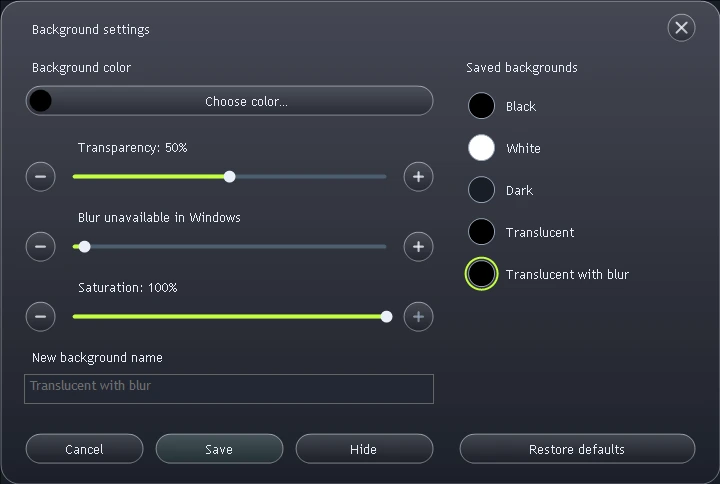 Background settings
Background color
Choose color...
Transparency: 50%
Blur unavailable in Windows
Saturation: 100%
New background name
Translucent with blur
Cancel
Save
Hide
Saved backgrounds
Black
White
Dark
Translucent
Translucent with blur
Restore defaults